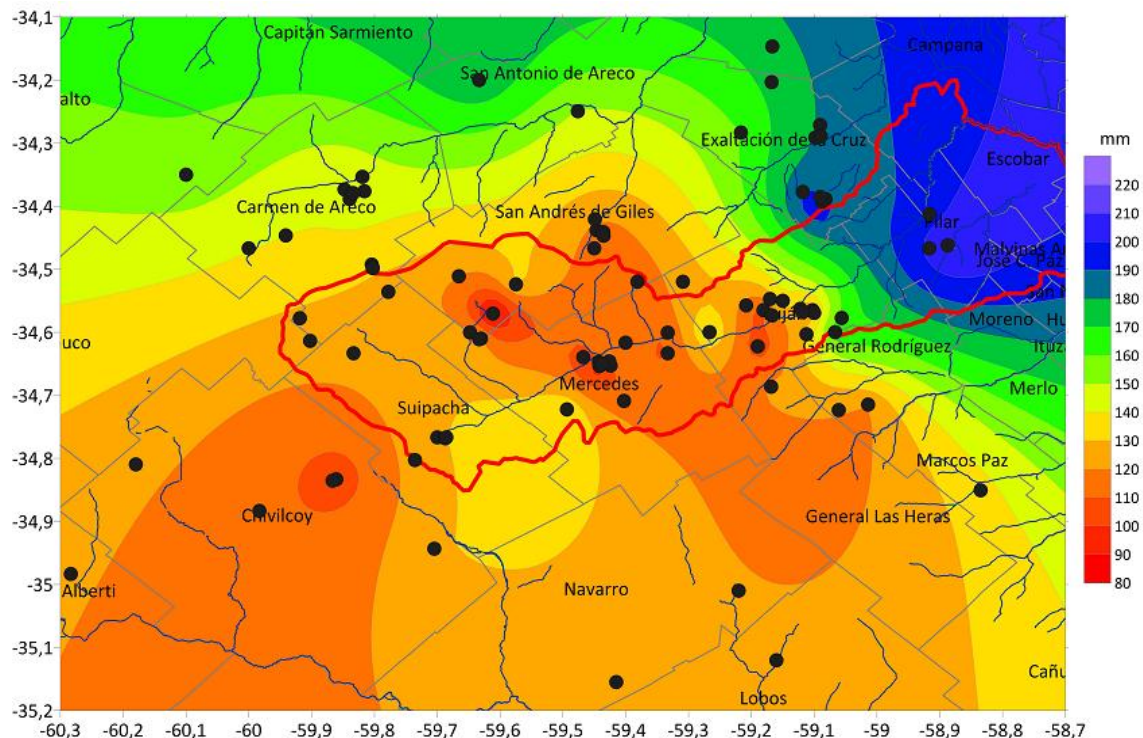 -34,1
Capitán Sarmiento
Campana
-34,2
San Antonio de Areco
alto
-34,3
Exaltación de la Cruz
mm
Escobar
220
-34,4
Carmen de Areco
San Andrés de Giles
210
Pilar
200
Malvinas Ar
190
-34,5
José C. Paz
180
170
-34,6
Luján
Moreno
Hu
160
uco
General Rodríguez
Ituza
150
Mercedes
140
-34,7
Merlo
130
Suipacha
120
-34,8
Marcos Paz
110
100
-34,9
Chivilcoy
General Las Heras
90
80
-35
Alberti
Navarro
-35,1
Cañu
Lobos
-35,2
-60,3 -60,2 -60,1 -60 -59,9 -59,8 -59,7 -59,6 -59,5 -59,4 -59,3 -59,2 -59,1 -59 -58,9 -58,8 -58,7